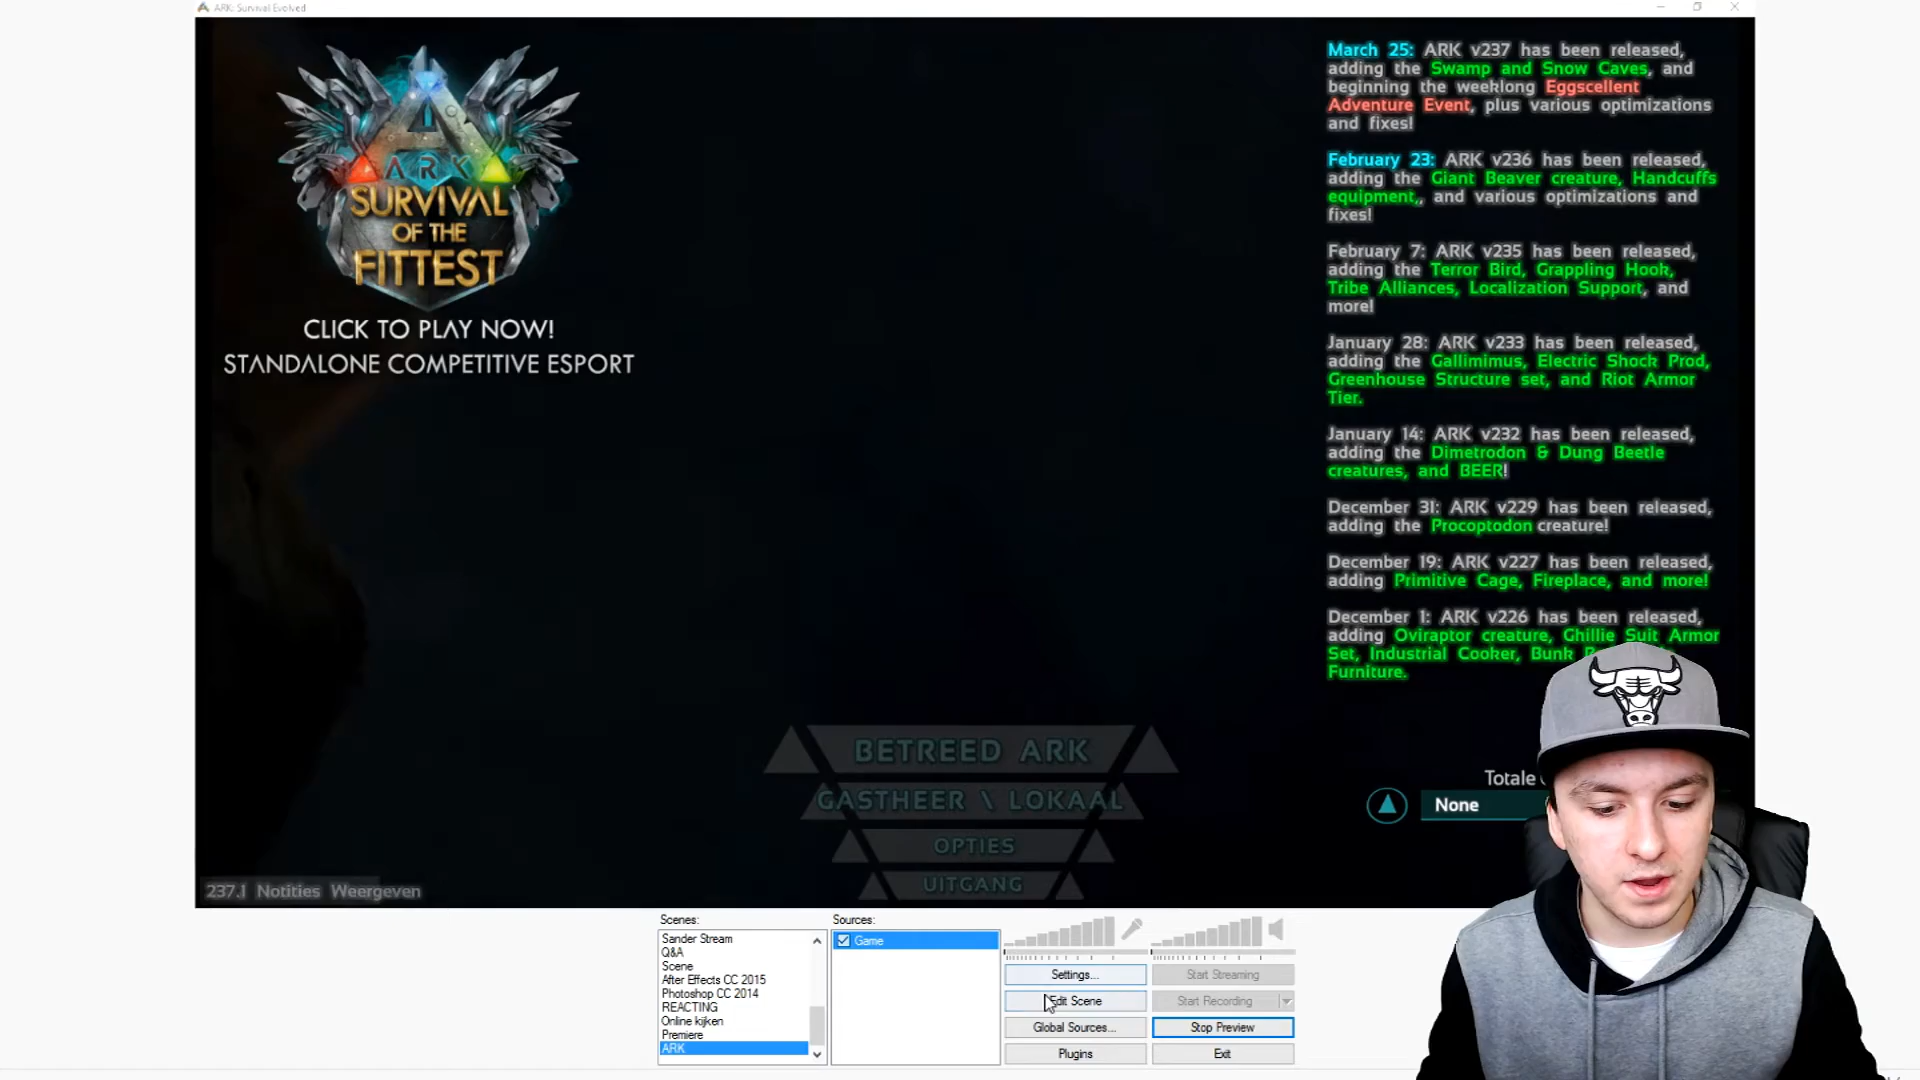 ARK: Survival Evolved
ARK
SURVIVAL
OF THE
FITTEST
CLICK TO PLAY NOW!
STANDALONE COMPETITIVE ESPORT
March 25: ARK v237 has been released,
adding the Swamp and Snow Caves, and
beginning the weeklong Eggscellent
Adventure Event, plus various optimizations
and fixes!
February 23: ARK v236 has been released,
adding the Giant Beaver creature, Handcuffs
equipment,, and various optimizations and
fixes!
February 7: ARK v235 has been released,
adding the Terror Bird, Grappling Hook,
Tribe Alliances, Localization Support, and
more!
January 28: ARK v233 has been released,
adding the Gallimimus, Electric Shock Prod,
Greenhouse Structure set, and Riot Armor
Tier.
January 14: ARK v232 has been released,
adding the Dimetrodon & Dung Beetle
creatures, and BEER!
December 31: ARK v229 has been released,
adding the Procoptodon creature!
December 19: ARK v227 has been released,
adding Primitive Cage, Fireplace, and more!
December 1: ARK v226 has been released,
adding Oviraptor creature, Ghillie Suit Armor
Set, Industrial Cooker, Bunk
Furniture.
BETREED ARK
GASTHEER \ LOKAAL
OPTIES
UITGANG
Totale
None
237.1 Notities Weergeven
Scenes:
Sander Stream
Q&A
Scene
After Effects CC 2015
Photoshop CC 2014
REACTING
Online kijken
Premiere
ARK
Sources:
Game
Settings...
Edit Scene
Global Sources...
Plugins
Start Streaming
Start Recording
Stop Preview
Exit